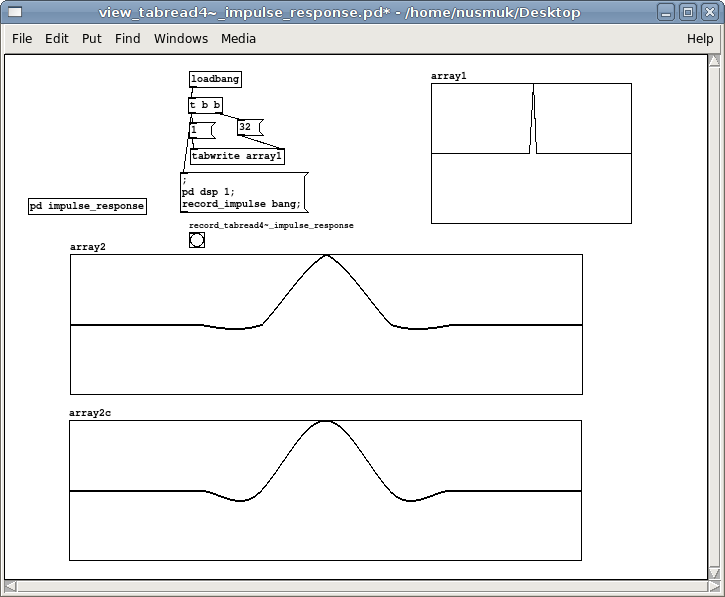 view_tabread4~_impulse_response.pd* - /home/nusmuk/Desktop
File Edit Put Find Windows Media Help
loadbang
t b b
1
32
tabwrite array1
;
pd dsp 1;
record_impulse bang;
pd impulse_response
record_tabread4~_impulse_response
array1
array2
array2c